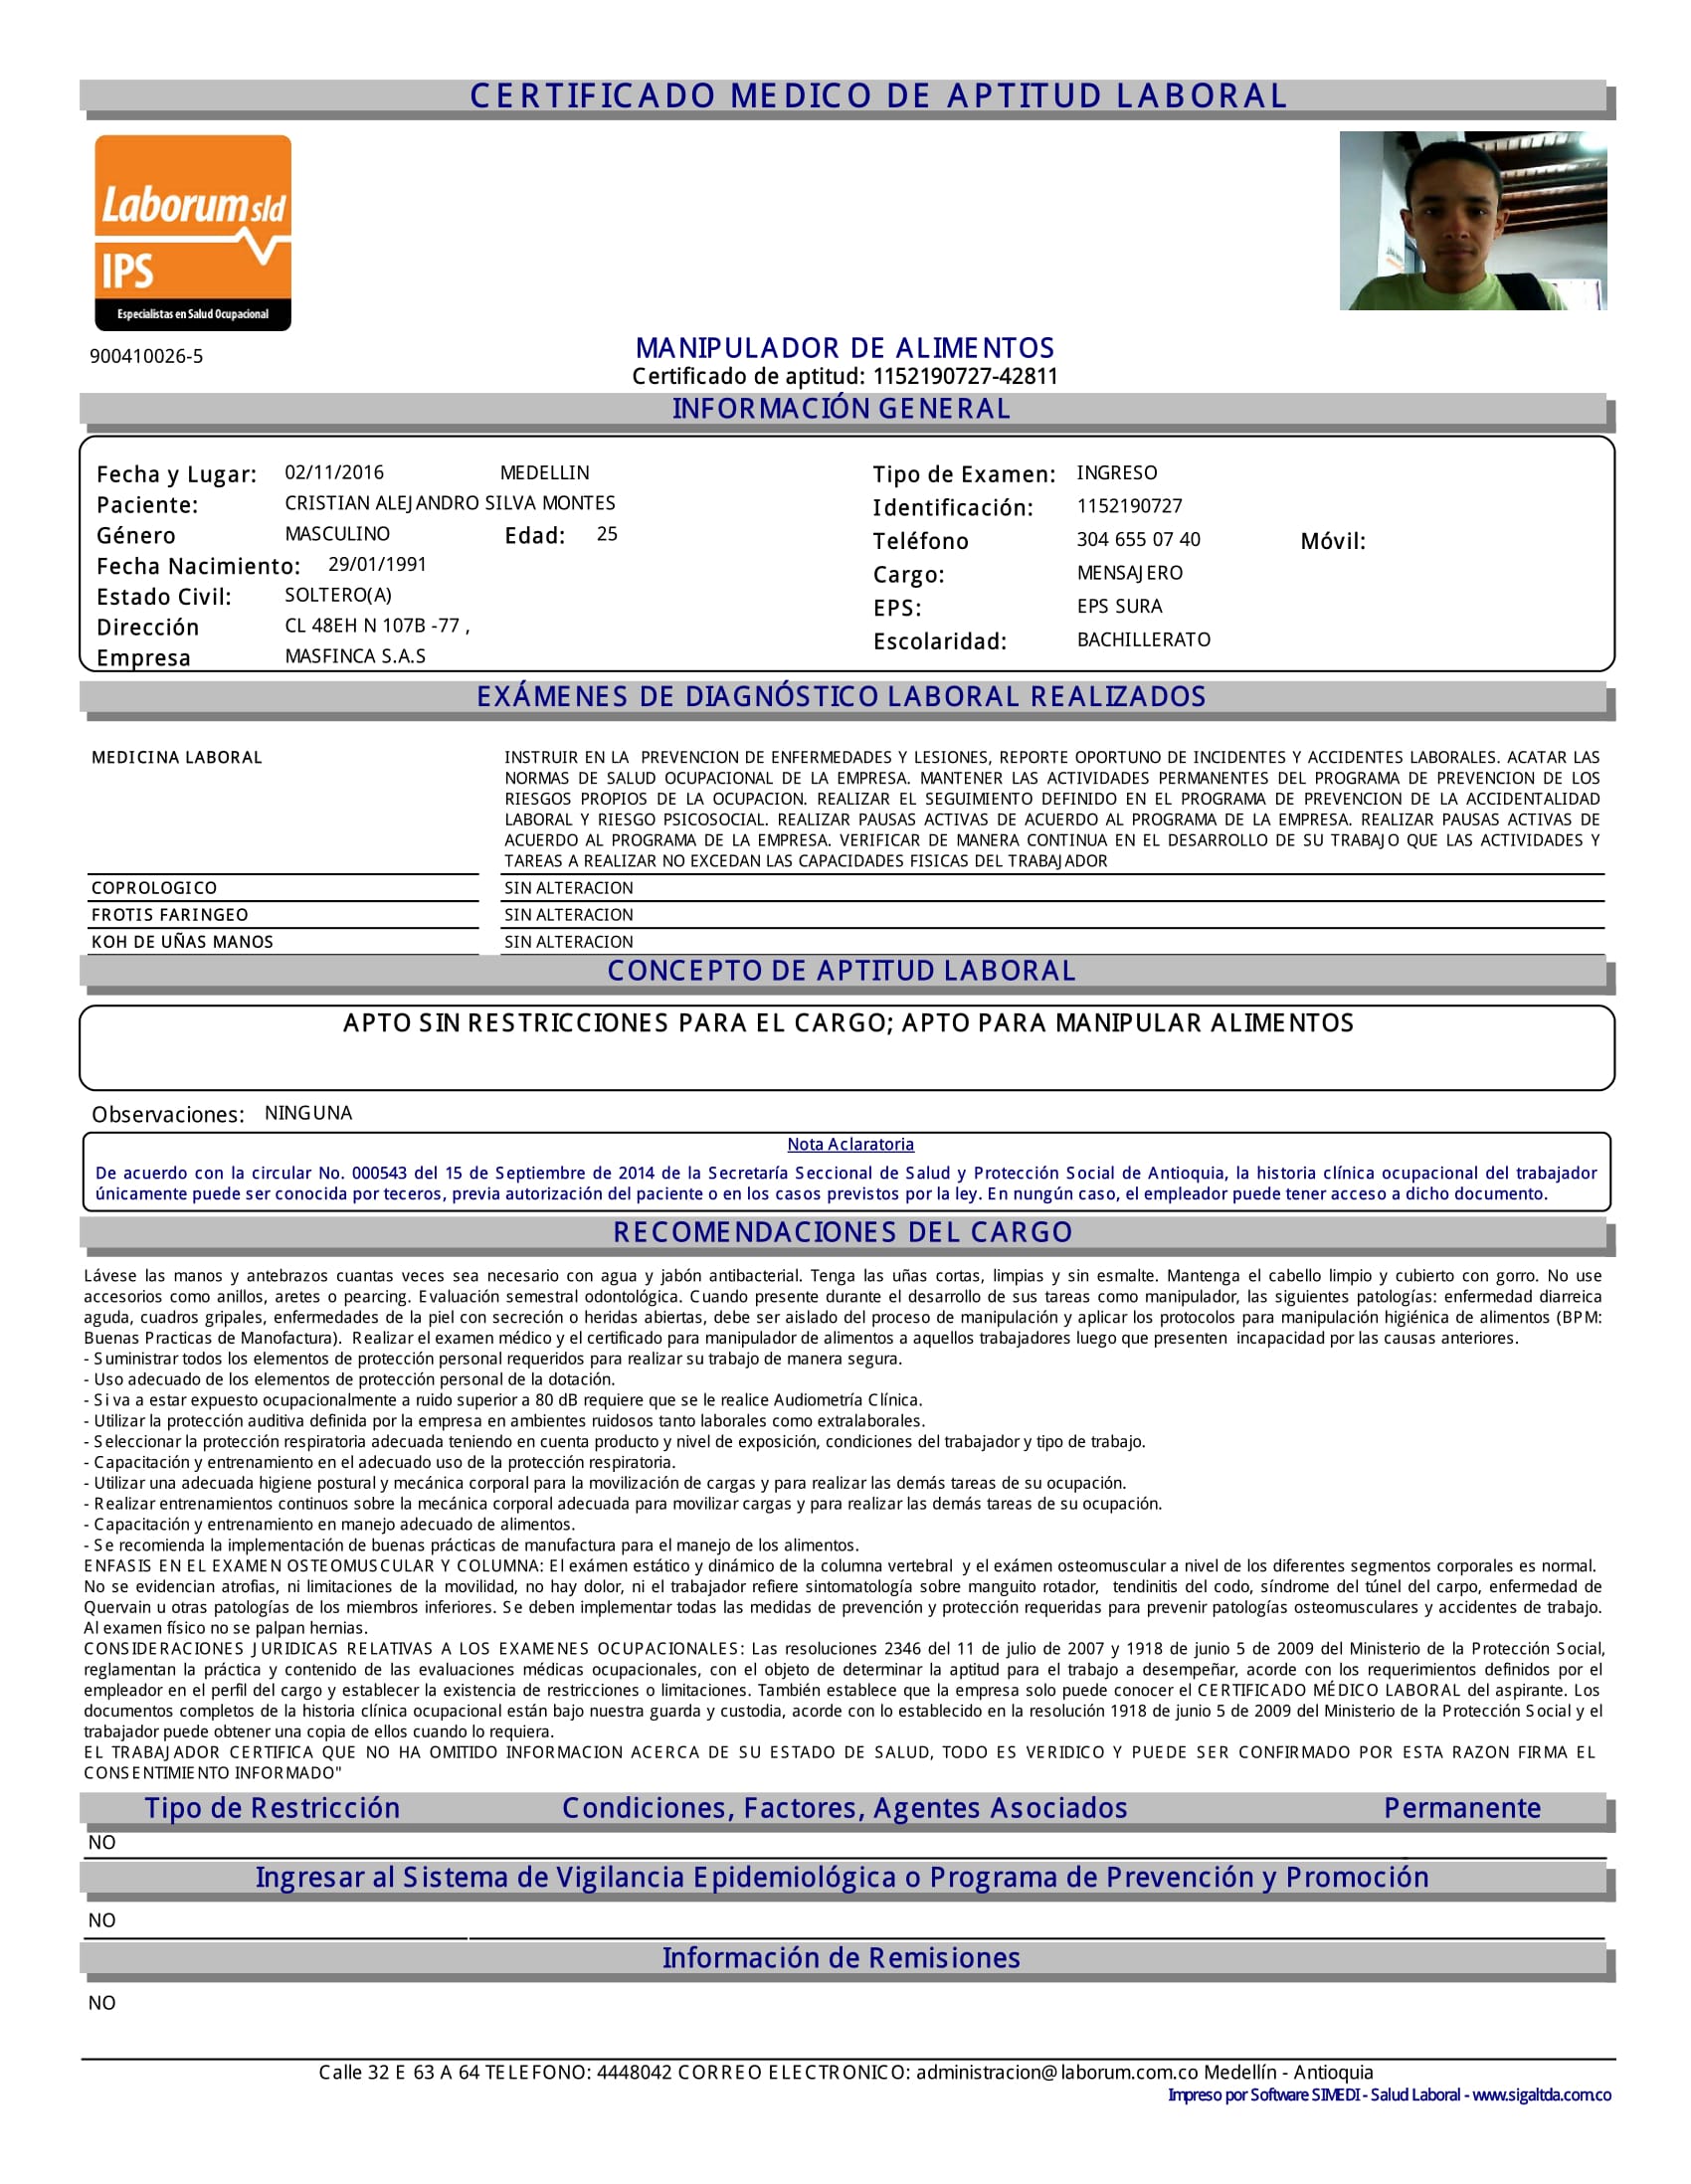 CERTIFICADO MEDICO DE APTITUD LABORAL
Laborum sld
IPS
Especialistas en Salud Ocupacional
900410026-5
MANIPULADOR DE ALIMENTOS
Certificado de aptitud: 1152190727-42811
INFORMACIÓN GENERAL
Fecha y Lugar: 02/11/2016 MEDELLIN Tipo de Examen: INGRESO
Paciente: CRISTIAN ALEJANDRO SILVA MONTES Identificación: 1152190727
Género MASCULINO Edad: 25 Teléfono 304 655 07 40 Móvil:
Fecha Nacimiento: 29/01/1991 Cargo: MENSAJERO
Estado Civil: SOLTERO(A) EPS: EPS SURA
Dirección CL 48EH N 107B -77 , Escolaridad: BACHILLERATO
Empresa MASFINCA S.A.S
EXÁMENES DE DIAGNÓSTICO LABORAL REALIZADOS
MEDICINA LABORAL INSTRUIR EN LA PREVENCION DE ENFERMEDADES Y LESIONES, REPORTE OPORTUNO DE INCIDENTES Y ACCIDENTES LABORALES. ACATAR LAS
NORMAS DE SALUD OCUPACIONAL DE LA EMPRESA. MANTENER LAS ACTIVIDADES PERMANENTES DEL PROGRAMA DE PREVENCION DE LOS
RIESGOS PROPIOS DE LA OCUPACION. REALIZAR EL SEGUIMIENTO DEFINIDO EN EL PROGRAMA DE PREVENCION DE LA ACCIDENTALIDAD
LABORAL Y RIESGO PSICOSOCIAL. REALIZAR PAUSAS ACTIVAS DE ACUERDO AL PROGRAMA DE LA EMPRESA. REALIZAR PAUSAS ACTIVAS DE
ACUERDO AL PROGRAMA DE LA EMPRESA. VERIFICAR DE MANERA CONTINUA EN EL DESARROLLO DE SU TRABAJO QUE LAS ACTIVIDADES Y
TAREAS A REALIZAR NO EXCEDAN LAS CAPACIDADES FISICAS DEL TRABAJADOR
COPROLOGICO SIN ALTERACION
FROTIS FARINGEO SIN ALTERACION
KOH DE UÑAS MANOS SIN ALTERACION
CONCEPTO DE APTITUD LABORAL
APTO SIN RESTRICCIONES PARA EL CARGO; APTO PARA MANIPULAR ALIMENTOS
Observaciones: NINGUNA
Nota Aclaratoria
De acuerdo con la circular No. 000543 del 15 de Septiembre de 2014 de la Secretaría Seccional de Salud y Protección Social de Antioquia, la historia clínica ocupacional del trabajador
únicamente puede ser conocida por teceros, previa autorización del paciente o en los casos previstos por la ley. En nungún caso, el empleador puede tener acceso a dicho documento.
RECOMENDACIONES DEL CARGO
Lávese las manos y antebrazos cuantas veces sea necesario con agua y jabón antibacterial. Tenga las uñas cortas, limpias y sin esmalte. Mantenga el cabello limpio y cubierto con gorro. No use
accesorios como anillos, aretes o pearcing. Evaluación semestral odontológica. Cuando presente durante el desarrollo de sus tareas como manipulador, las siguientes patologías: enfermedad diarreica
aguda, cuadros gripales, enfermedades de la piel con secreción o heridas abiertas, debe ser aislado del proceso de manipulación y aplicar los protocolos para manipulación higiénica de alimentos (BPM:
Buenas Practicas de Manofactura). Realizar el examen médico y el certificado para manipulador de alimentos a aquellos trabajadores luego que presenten incapacidad por las causas anteriores.
- Suministrar todos los elementos de protección personal requeridos para realizar su trabajo de manera segura.
- Uso adecuado de los elementos de protección personal de la dotación.
- Si va a estar expuesto ocupacionalmente a ruido superior a 80 dB requiere que se le realice Audiometría Clínica.
- Utilizar la protección auditiva definida por la empresa en ambientes ruidosos tanto laborales como extralaborales.
- Seleccionar la protección respiratoria adecuada teniendo en cuenta producto y nivel de exposición, condiciones del trabajador y tipo de trabajo.
- Capacitación y entrenamiento en el adecuado uso de la protección respiratoria.
- Utilizar una adecuada higiene postural y mecánica corporal para la movilización de cargas y para realizar las demás tareas de su ocupación.
- Realizar entrenamientos continuos sobre la mecánica corporal adecuada para movilizar cargas y para realizar las demás tareas de su ocupación.
- Capacitación y entrenamiento en manejo adecuado de alimentos.
- Se recomienda la implementación de buenas prácticas de manufactura para el manejo de los alimentos.
ENFASIS EN EL EXAMEN OSTEOMUSCULAR Y COLUMNA: El exámen estático y dinámico de la columna vertebral y el exámen osteomuscular a nivel de los diferentes segmentos corporales es normal.
No se evidencian atrofias, ni limitaciones de la movilidad, no hay dolor, ni el trabajador refiere sintomatología sobre manguito rotador, tendinitis del codo, síndrome del túnel del carpo, enfermedad de
Quervain u otras patologías de los miembros inferiores. Se deben implementar todas las medidas de prevención y protección requeridas para prevenir patologías osteomusculares y accidentes de trabajo.
Al examen físico no se palpan hernias.
CONSIDERACIONES JURIDICAS RELATIVAS A LOS EXAMENES OCUPACIONALES: Las resoluciones 2346 del 11 de julio de 2007 y 1918 de junio 5 de 2009 del Ministerio de la Protección Social,
reglamentan la práctica y contenido de las evaluaciones médicas ocupacionales, con el objeto de determinar la aptitud para el trabajo a desempeñar, acorde con los requerimientos definidos por el
empleador en el perfil del cargo y establecer la existencia de restricciones o limitaciones. También establece que la empresa solo puede conocer el CERTIFICADO MÉDICO LABORAL del aspirante. Los
documentos completos de la historia clínica ocupacional están bajo nuestra guarda y custodia, acorde con lo establecido en la resolución 1918 de junio 5 de 2009 del Ministerio de la Protección Social y el
trabajador puede obtener una copia de ellos cuando lo requiera.
EL TRABAJADOR CERTIFICA QUE NO HA OMITIDO INFORMACION ACERCA DE SU ESTADO DE SALUD, TODO ES VERIDICO Y PUEDE SER CONFIRMADO POR ESTA RAZON FIRMA EL
CONSENTIMIENTO INFORMADO"
Tipo de Restricción Condiciones, Factores, Agentes Asociados Permanente
NO
Ingresar al Sistema de Vigilancia Epidemiológica o Programa de Prevención y Promoción
NO
Información de Remisiones
NO
Calle 32 E 63 A 64 TELEFONO: 4448042 CORREO ELECTRONICO: administracion@laborum.com.co Medellín - Antioquia
Impreso por Software SIMEDI - Salud Laboral - www.sigaltda.com.co